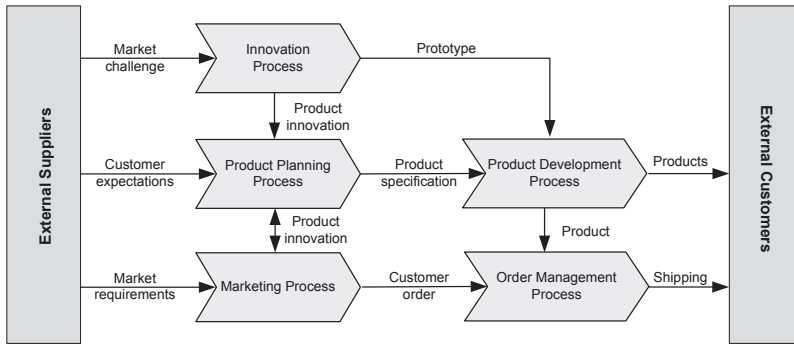 External Suppliers
Market
challenge
Innovation
Process
Prototype
Product
innovation
Customer
expectations
Product Planning
Process
Product
specification
Product Development
Process
Products
Product
innovation
Product
Market
requirements
Marketing Process
Customer
order
Order Management
Process
Shipping
External Customers